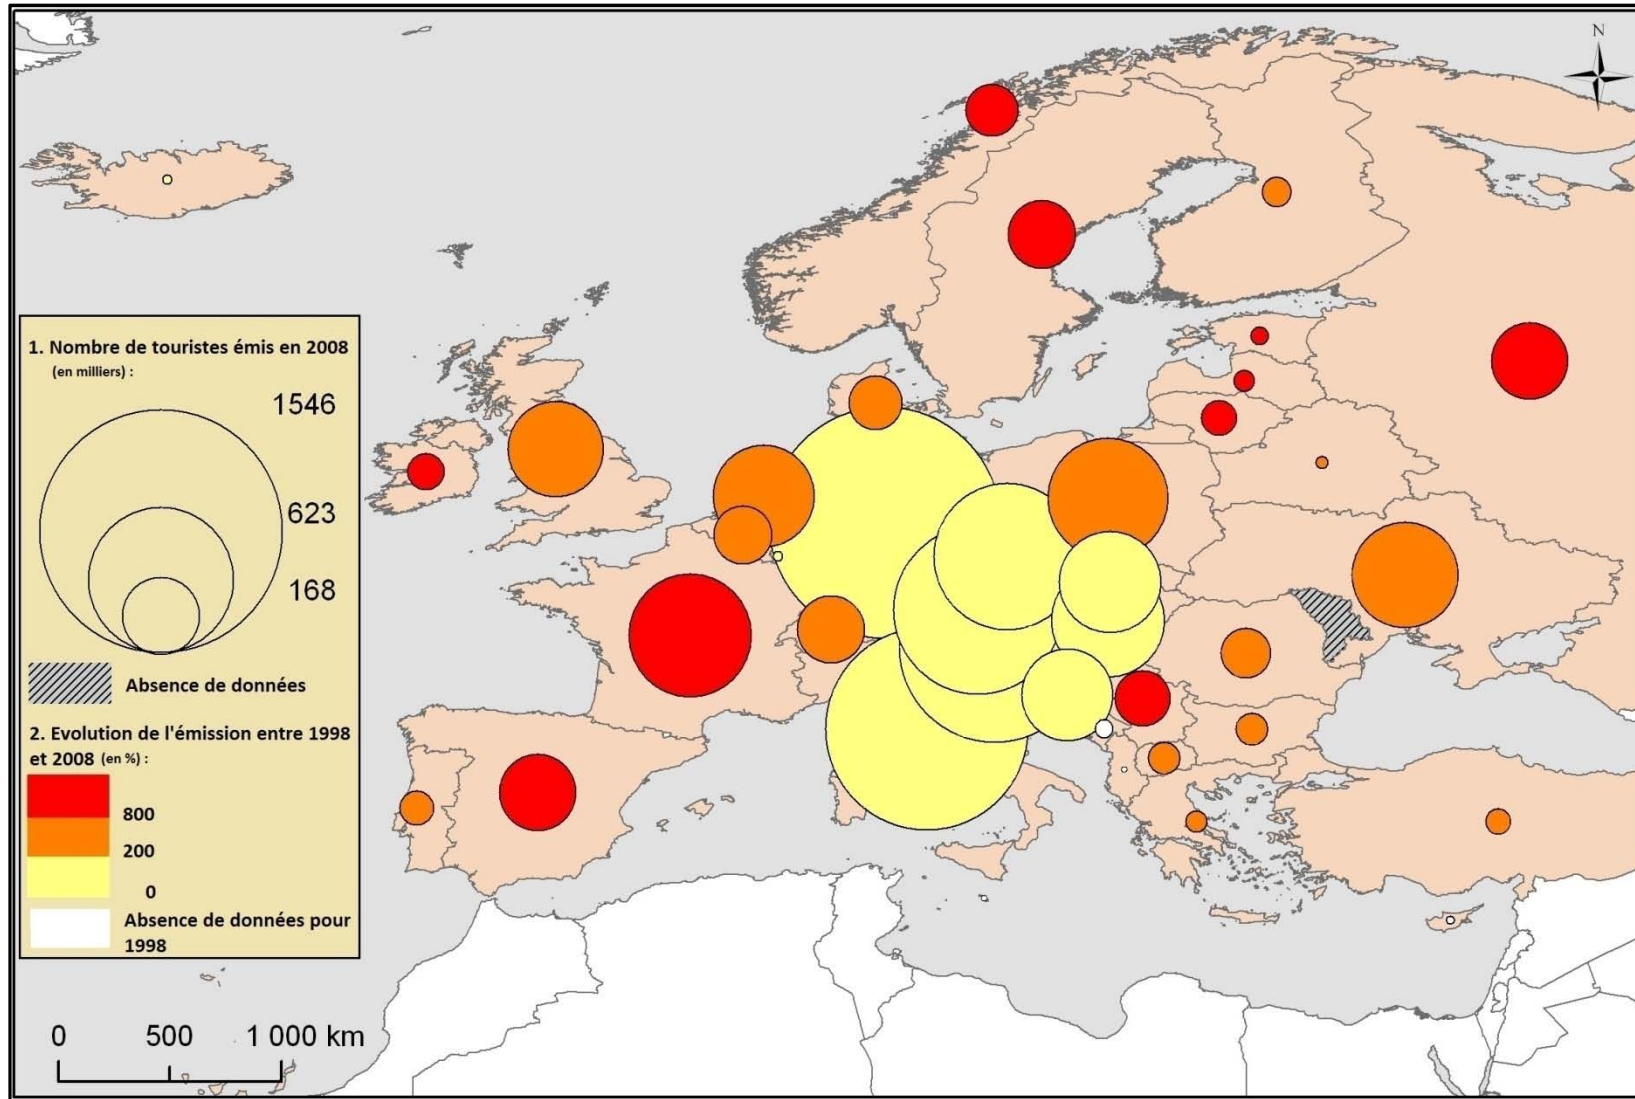 N
1. Nombre de touristes émis en 2008
(en milliers) :
1546
623
168
Absence de données
2. Evolution de l'émission entre 1998
et 2008 (en %) :
800
200
0
Absence de données pour
1998
0 500 1 000 km